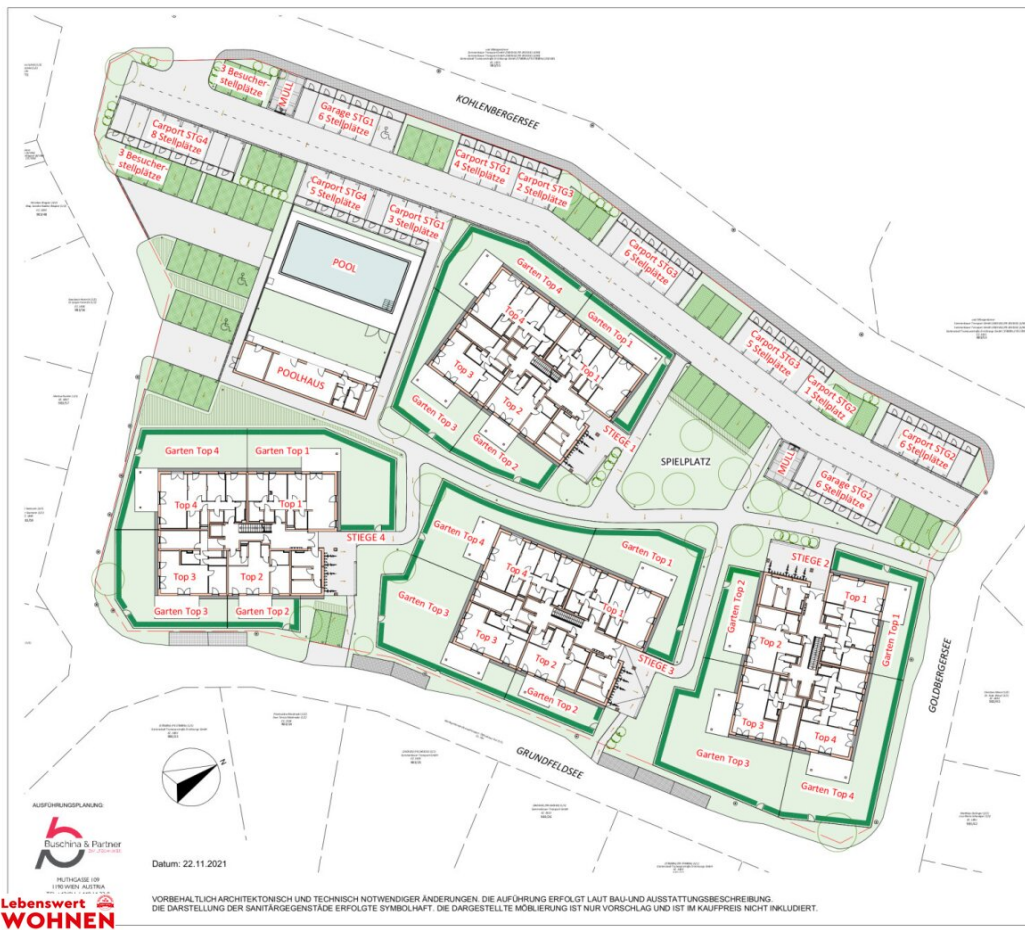 KOHLENBERGERSEE
3 Besucher-
stellplätze
MÜLL
Garage STG1
6 Stellplätze
Carport STG4
8 Stellplätze
Carport STG1
4 Stellplätze
3 Besucher-
stellplätze
Carport STG3
2 Stellplätze
Carport STG4
5 Stellplätze
Carport STG1
3 Stellplätze
Carport STG3
6 Stellplätze
POOL
Garten Top 4
Garten Top 1
Top 4
Top 3
Top 1
Top 2
Carport STG3
5 Stellplätze
Carport STG2
1 Stellplatz
POOLHAUS
Garten Top 3
Garten Top 2
STIEGE 1
Carport STG2
6 Stellplätze
SPIELPLATZ
MÜLL
Garage STG2
6 Stellplätze
Garten Top 4
Garten Top 1
Top 4
Top 1
STIEGE 4
Top 3
Top 2
Garten Top 3
Garten Top 2
Garten Top 4
Garten Top 1
Top 4
Garten Top 3
Top 1
Top 3
Top 2
STIEGE 3
Garten Top 2
STIEGE 2
Garten Top 2
Top 1
Garten Top 1
Top 2
Top 3
Top 4
Garten Top 3
Garten Top 4
GOLDBERGERSEE
GRUNDFELDSEE
N
AUSFÜHRUNGSPLANUNG
Buschina & Partner
MUTHGASSE 109
1190 WIEN AUSTRIA
Datum: 22.11.2021
Lebenswert
WOHNEN
VORBEHALTLICH ARCHITEKTONISCH UND TECHNISCH NOTWENDIGER ÄNDERUNGEN. DIE AUFÜHRUNG ERFOLGT LAUT BAU-UND AUSSTATTUNGSBESCHREIBUNG.
DIE DARSTELLUNG DER SANITÄRGEGENSTÄDE ERFOLGTE SYMBOLHAFT. DIE DARGESTELLTE MÖBLIERUNG IST NUR VORSCHLAG UND IST IM KAUFPREIS NICHT INKLUDIERT.